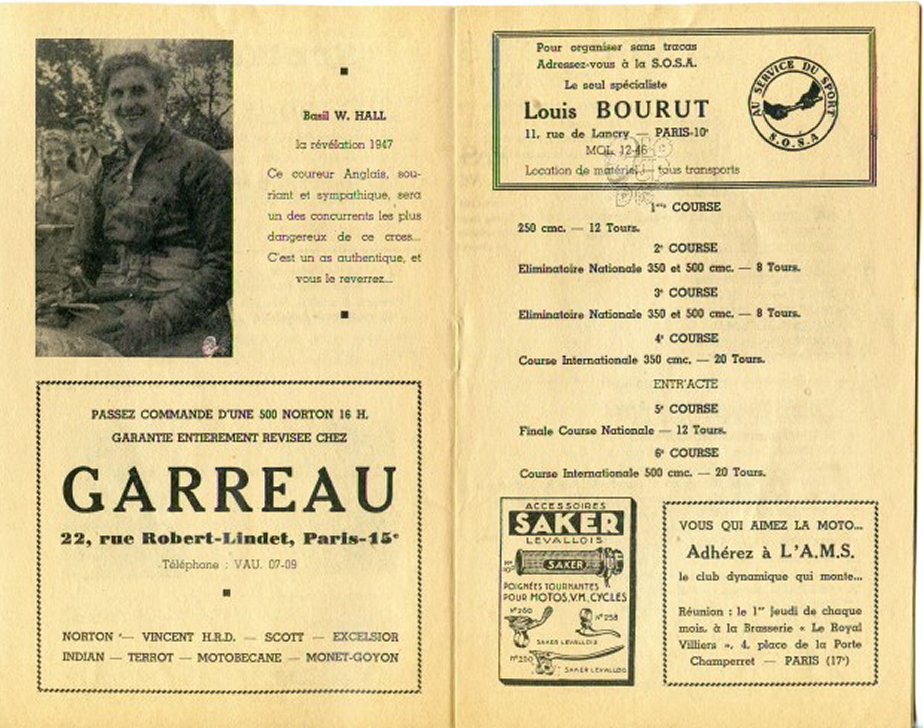 Basil W. HALL
la révélation 1947
Ce coureur Anglais, sou-
riant et sympathique, sera
un des concurrents les plus
dangereux de ce cross...
C'est un as authentique, et
vous le reverrez...
PASSEZ COMMANDE D'UNE 500 NORTON 16 H.
GARANTIE ENTIEREMENT REVISEE CHEZ
GARREAU
22, rue Robert-Lindet, Paris-15e
Téléphone : VAU. 07-09
NORTON — VINCENT H.R.D. — SCOTT — EXCELSIOR
INDIAN — TERROT — MOTOBECANE — MONET-GOYON
Pour organiser sans tracas
Adressez-vous à la S.O.S.A.
Le seul spécialiste
Louis BOURUT
11, rue de Lancry — PARIS-10e
MOL. 12-46
Location de matériel — tous transports
AU SERVICE DU SPORT
S.O.S.A
1re COURSE
250 cmc. — 12 Tours.
2e COURSE
Eliminatoire Nationale 350 et 500 cmc. — 8 Tours.
3e COURSE
Eliminatoire Nationale 350 et 500 cmc. — 8 Tours.
4e COURSE
Course Internationale 350 cmc. — 20 Tours.
ENTR'ACTE
5e COURSE
Finale Course Nationale — 12 Tours.
6e COURSE
Course Internationale 500 cmc. — 20 Tours.
ACCESSOIRES
SAKER
LEVALLOIS
SAKER
POIGNÉES TOURNANTES
POUR MOTOS, V.M, CYCLES
N° 260
N° 258
SAKER LEVALLOIS
N° 250
SAKER LEVALLOIS
VOUS QUI AIMEZ LA MOTO...
Adhérez à L'A.M.S.
le club dynamique qui monte...
Réunion : le 1er Jeudi de chaque
mois, à la Brasserie « Le Royal
Villiers », 4, place de la Porte
Champerret — PARIS (17e)